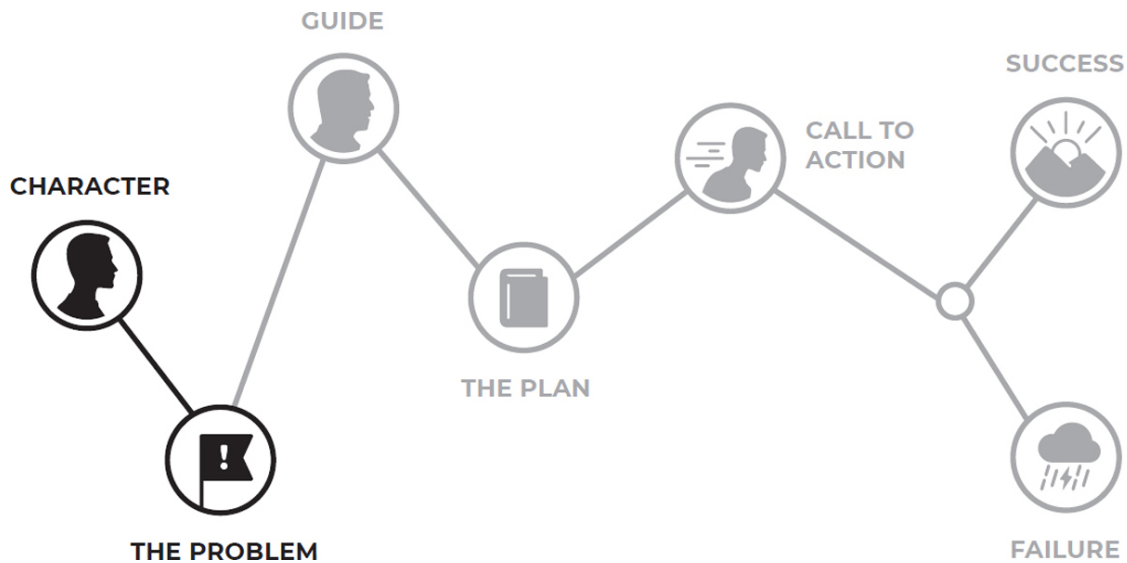 GUIDE
SUCCESS
CALL TO
ACTION
CHARACTER
!
THE PLAN
THE PROBLEM
FAILURE